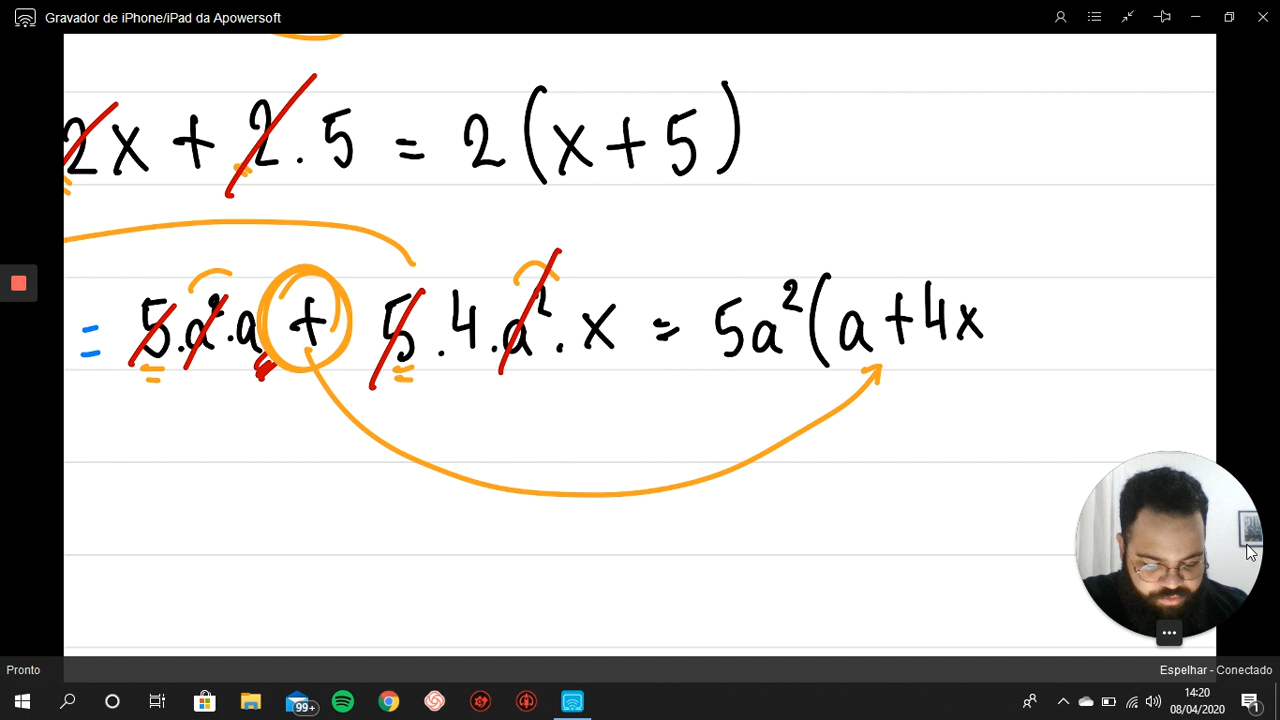 Gravador de iPhone/iPad da Apowersoft
2x + 2 . 5 = 2 (x + 5)
= 5 . a² . a + 5 . 4 . a² . x = 5a² (a + 4x
Pronto
Espelhar - Conectado
99+
14:20
08/04/2020
1